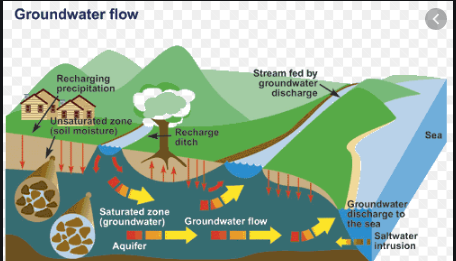 Groundwater flow
Recharging
precipitation
Stream fed by
groundwater
discharge
Unsaturated zone
(soil moisture)
Recharge
ditch
Sea
Saturated zone
(groundwater)
Groundwater flow
Aquifer
Groundwater
discharge to
the sea
Saltwater
intrusion